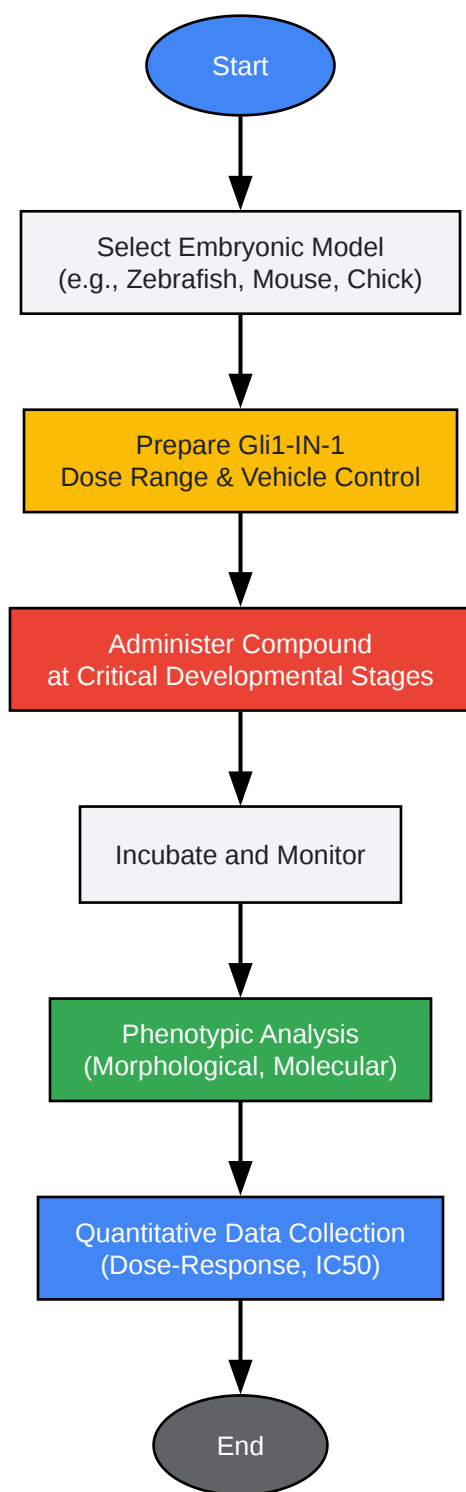 Start
Select Embryonic Model
(e.g., Zebrafish, Mouse, Chick)
Prepare Gli1-IN-1
Dose Range & Vehicle Control
Administer Compound
at Critical Developmental Stages
Incubate and Monitor
Phenotypic Analysis
(Morphological, Molecular)
Quantitative Data Collection
(Dose-Response, IC50)
End